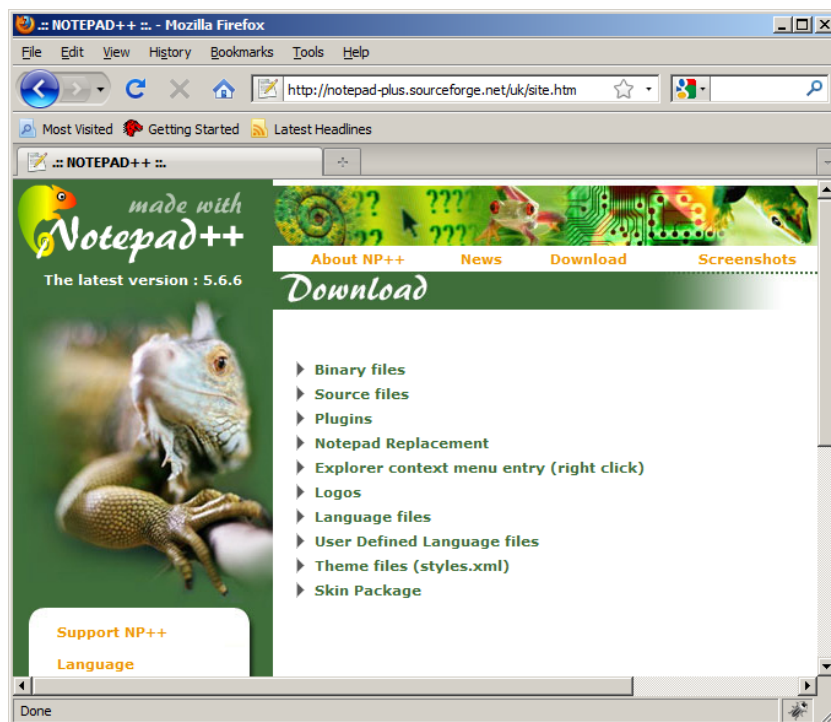 .:: NOTEPAD++ ::. - Mozilla Firefox
File Edit View History Bookmarks Tools Help
http://notepad-plus.sourceforge.net/uk/site.htm
Most Visited Getting Started Latest Headlines
.:: NOTEPAD++ ::.
made with
Notepad++
The latest version : 5.6.6
?? ????
?? ????
About NP++ News Download Screenshots
Download
Binary files
Source files
Plugins
Notepad Replacement
Explorer context menu entry (right click)
Logos
Language files
User Defined Language files
Theme files (styles.xml)
Skin Package
Support NP++
Language
Done